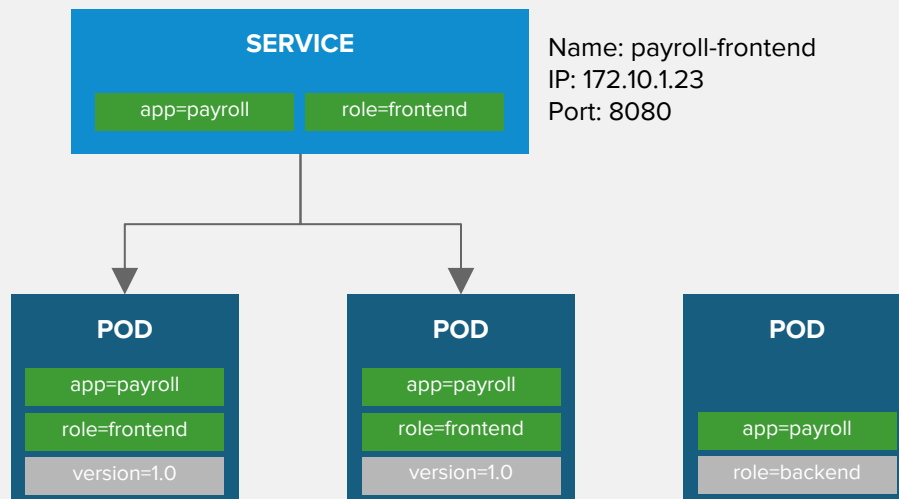 SERVICE
app=payroll
role=frontend
Name: payroll-frontend
IP: 172.10.1.23
Port: 8080
POD
app=payroll
role=frontend
version=1.0
POD
app=payroll
role=frontend
version=1.0
POD
app=payroll
role=backend